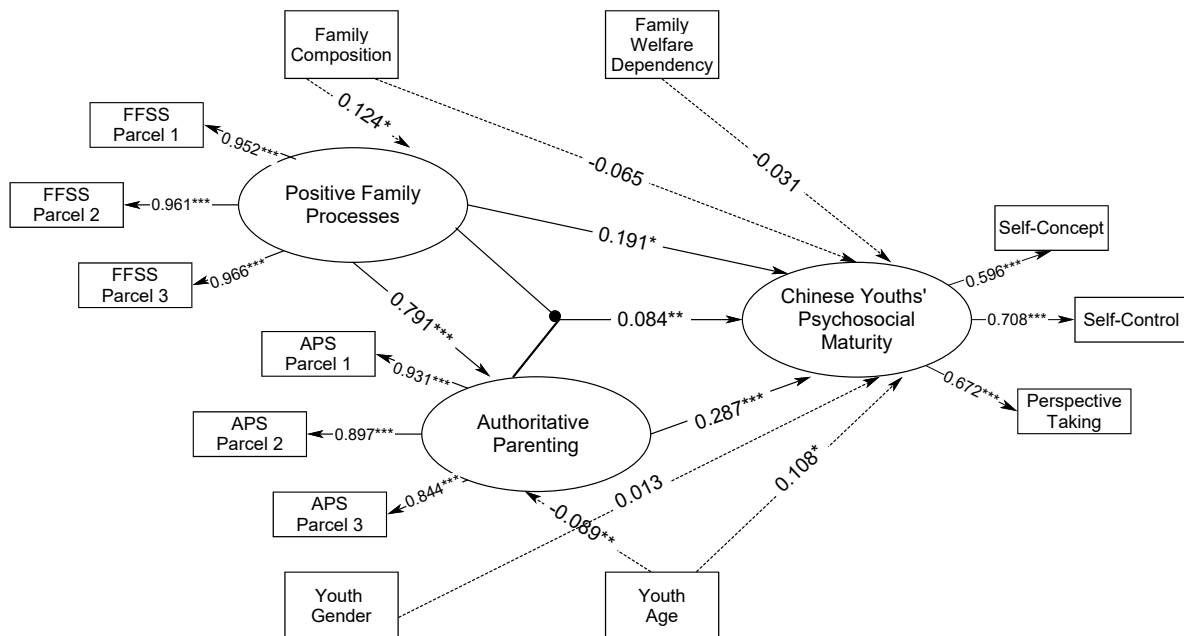 Family
Composition
Family
Welfare
Dependency
0.124*
FFSS
Parcel 1
0.952***
-0.065
-0.031
FFSS
Parcel 2
0.961***
Positive Family
Processes
0.191*
Self-Concept
0.596***
FFSS
Parcel 3
0.966***
0.791***
0.084**
Chinese Youths'
Psychosocial
Maturity
0.708***
Self-Control
APS
Parcel 1
0.931***
0.672***
Perspective
Taking
APS
Parcel 2
0.897***
Authoritative
Parenting
0.287***
APS
Parcel 3
0.844***
0.013
0.108*
-0.089**
Youth
Gender
Youth
Age